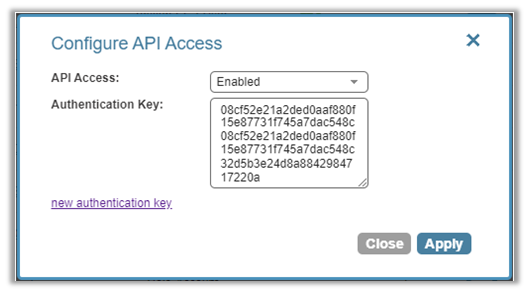 Configure API Access
API Access:
Enabled
Authentication Key:
08cf52e21a2ded0aaf880f
15e87731f745a7dac548c
08cf52e21a2ded0aaf880f
15e87731f745a7dac548c
32d5b3e24d8a88429847
17220a
new authentication key
Close
Apply